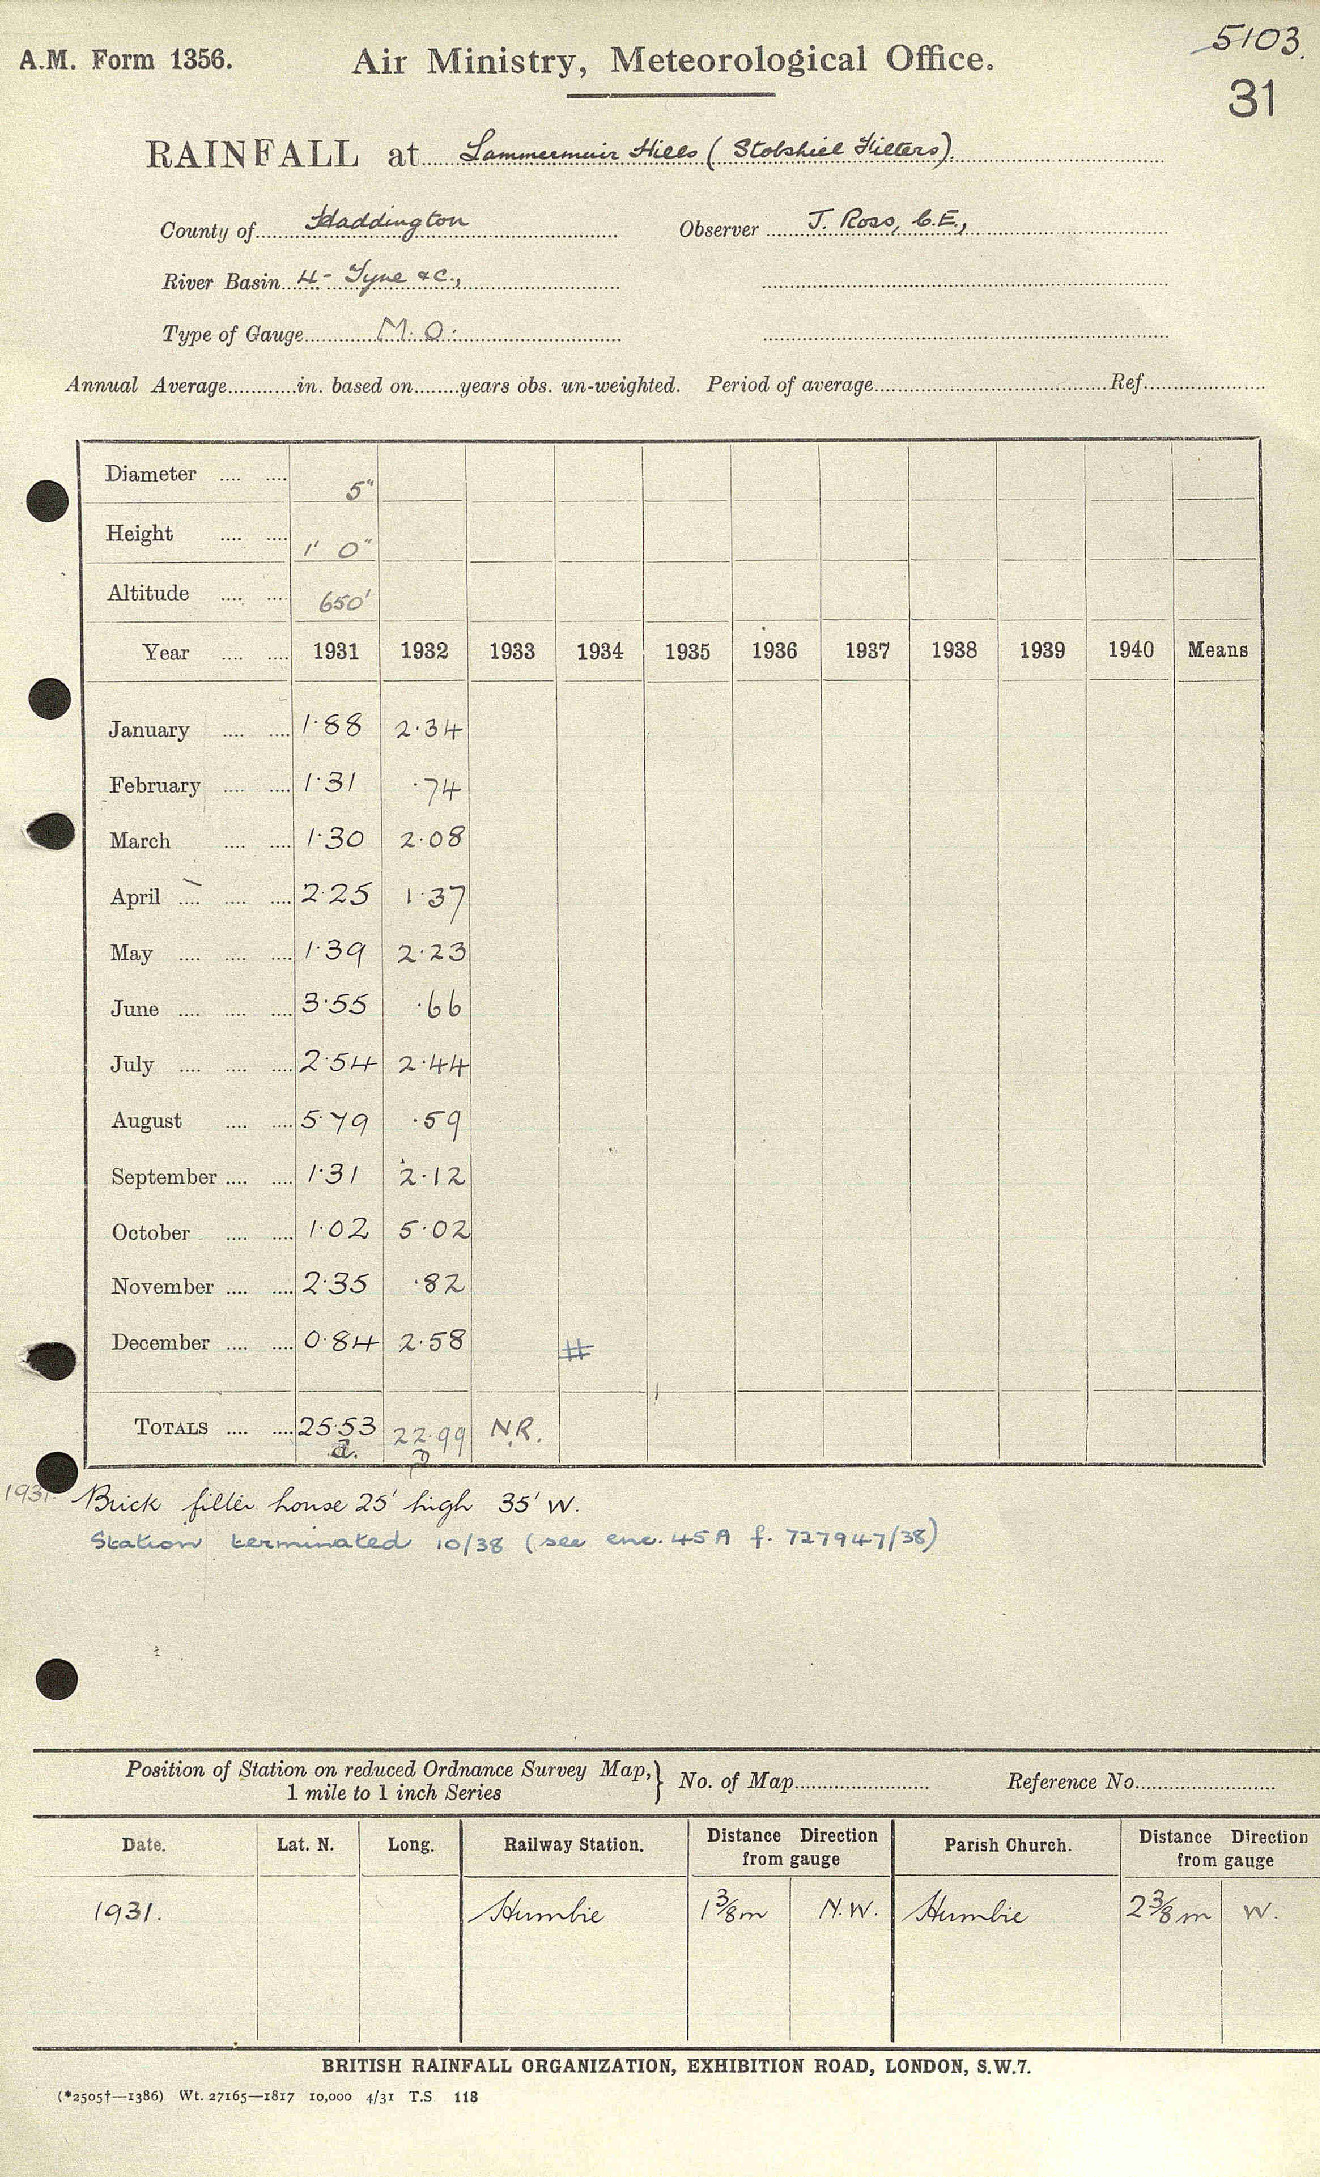 5103.
A.M. Form 1356. Air Ministry, Meteorological Office.
31
RAINFALL at Lammermuir Hills (Stobshiel Filters).
County of Haddington Observer J. Ross, C.E.,
River Basin 4- Tyne &c.,
Type of Gauge M.O.
Annual Average in. based on years obs. un-weighted. Period of average Ref.
Diameter 5"
Height 1' 0"
Altitude 650'
Year 1931 1932 1933 1934 1935 1936 1937 1938 1939 1940 Means
January 1.88 2.34
February 1.31 .74
March 1.30 2.08
April 2.25 1.37
May 1.39 2.23
June 3.55 .66
July 2.54 2.44
August 5.79 .59
September 1.31 2.12
October 1.02 5.02
November 2.35 .82
December 0.84 2.58 #
TOTALS 25.53 22.99 N.R.
1931. Brick filter house 25' high 35' W.
Station terminated 10/38 (see enc. 45A f. 727947/38)
Position of Station on reduced Ordnance Survey Map, } No. of Map Reference No.
1 mile to 1 inch Series
Date. Lat. N. Long. Railway Station. Distance Direction Parish Church. Distance Direction
from gauge from gauge
1931. Humbie 1 3/8 m N.W. Humbie 2 3/8 m W.
BRITISH RAINFALL ORGANIZATION, EXHIBITION ROAD, LONDON, S.W.7.
(*2505†—1386) Wt. 27165—1817 10,000 4/31 T.S. 118